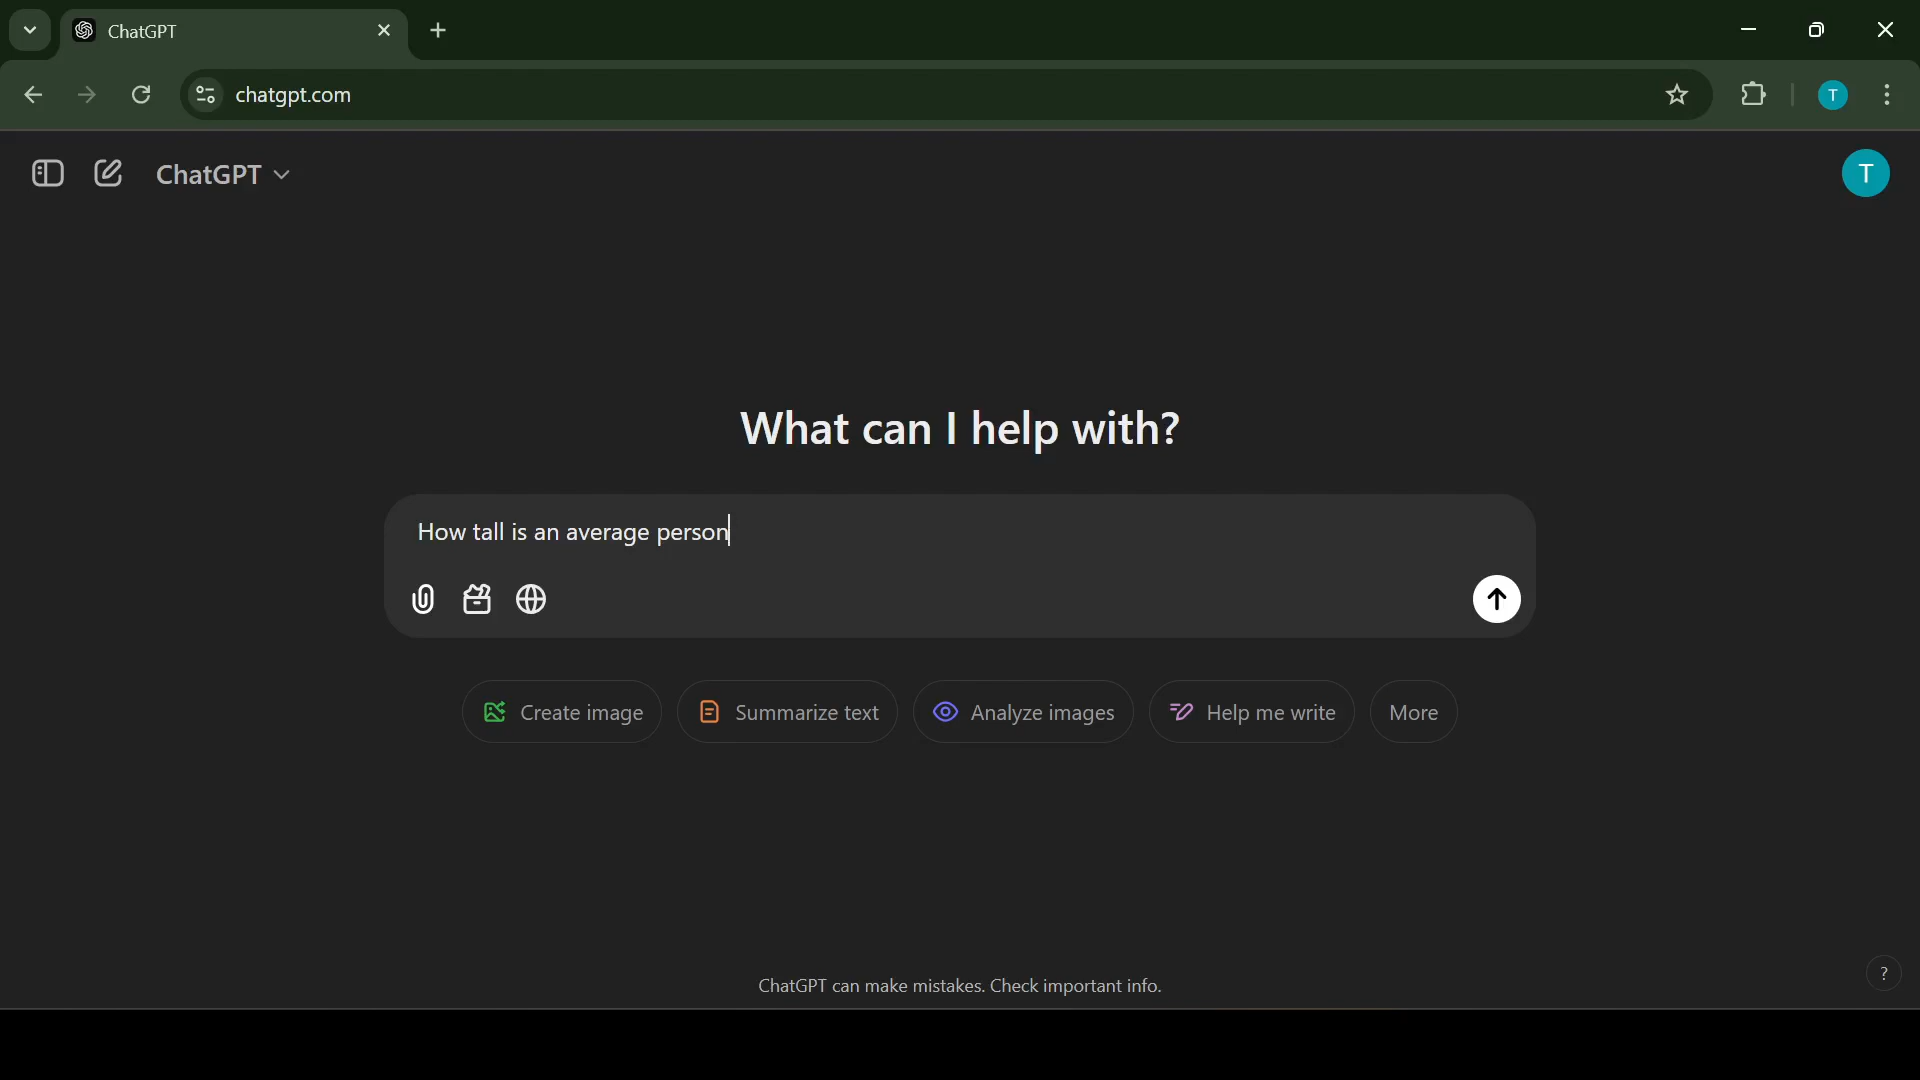 ChatGPT
chatgpt.com
T
ChatGPT
T
What can I help with?
How tall is an average person
Create image
Summarize text
Analyze images
Help me write
More
ChatGPT can make mistakes. Check important info.
?